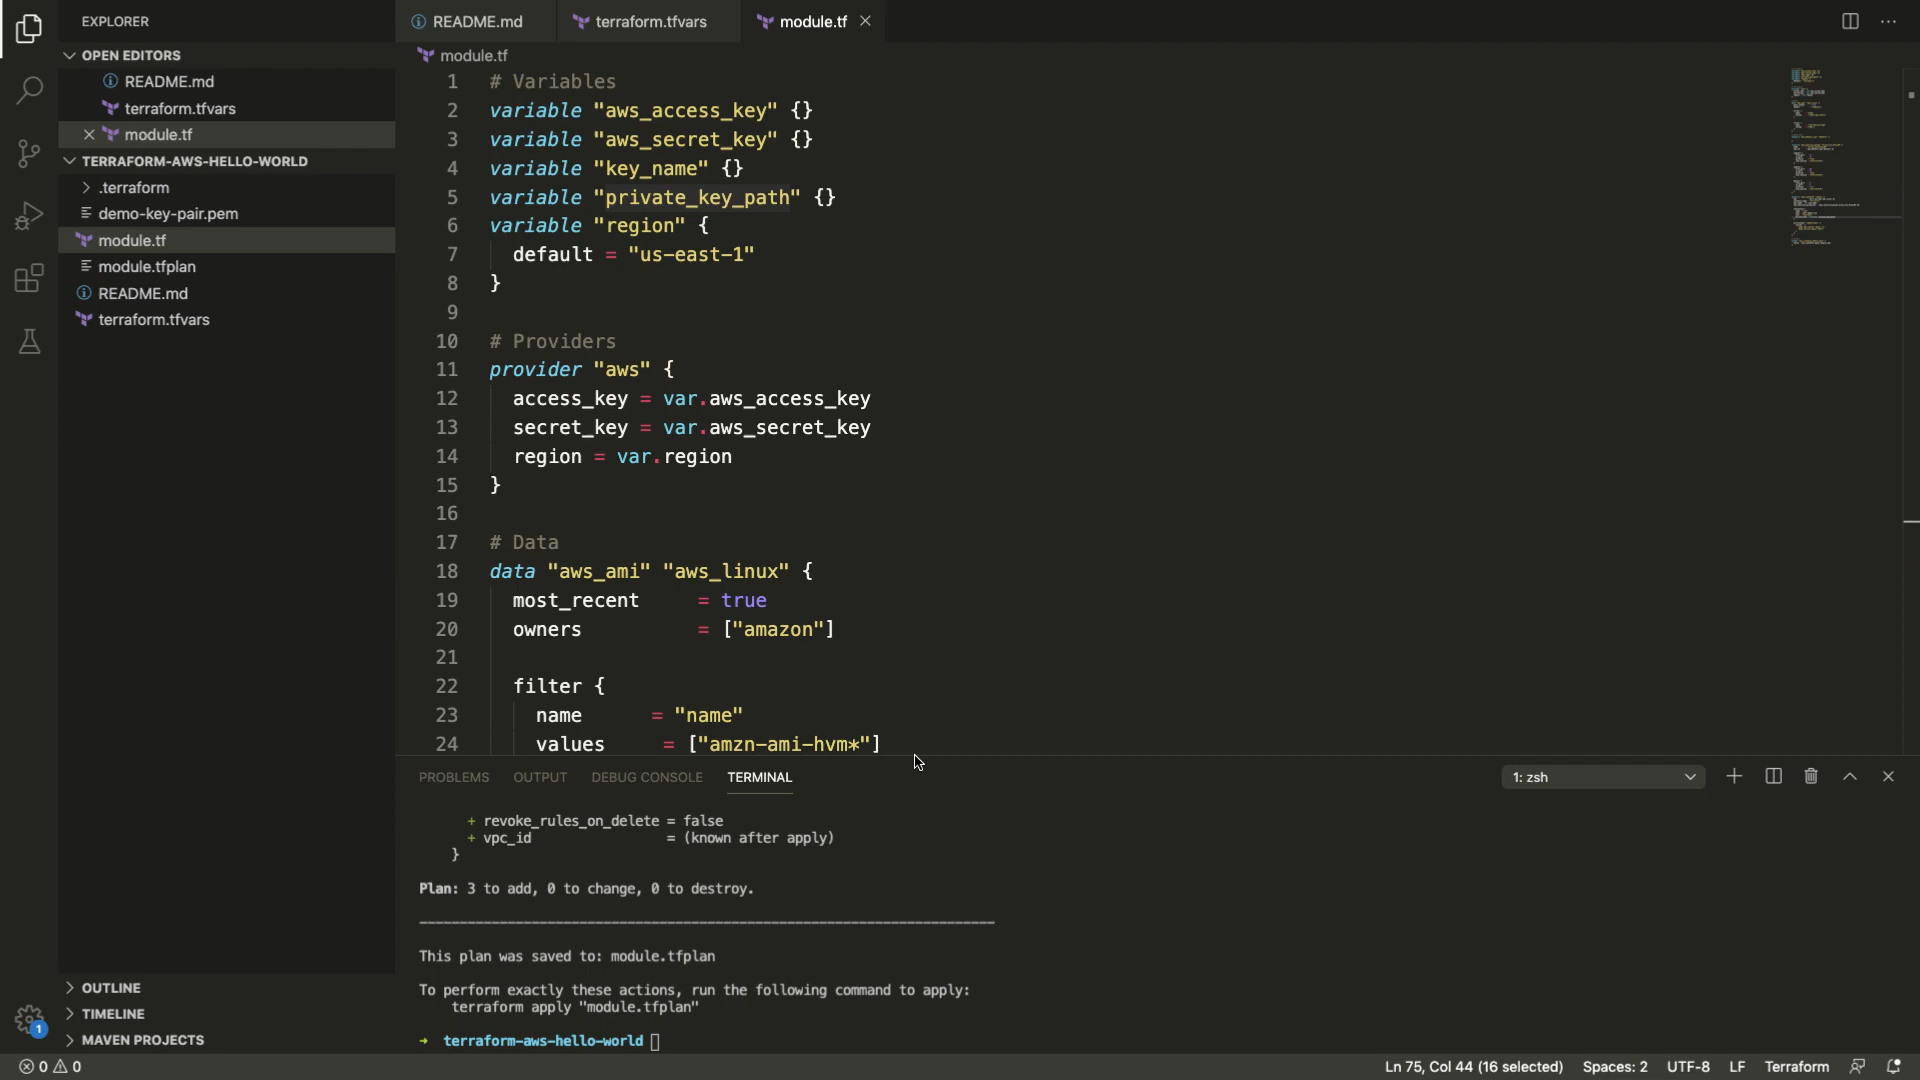 EXPLORER
OPEN EDITORS
README.md
terraform.tfvars
module.tf
TERRAFORM-AWS-HELLO-WORLD
.terraform
demo-key-pair.pem
module.tf
module.tfplan
README.md
terraform.tfvars
OUTLINE
TIMELINE
MAVEN PROJECTS
1
README.md
terraform.tfvars
module.tf
module.tf
1 # Variables
2 variable "aws_access_key" {}
3 variable "aws_secret_key" {}
4 variable "key_name" {}
5 variable "private_key_path" {}
6 variable "region" {
7 default = "us-east-1"
8 }
9
10 # Providers
11 provider "aws" {
12 access_key = var.aws_access_key
13 secret_key = var.aws_secret_key
14 region = var.region
15 }
16
17 # Data
18 data "aws_ami" "aws_linux" {
19 most_recent = true
20 owners = ["amazon"]
21
22 filter {
23 name = "name"
24 values = ["amzn-ami-hvm*"]
PROBLEMS OUTPUT DEBUG CONSOLE TERMINAL 1: zsh
+ revoke_rules_on_delete = false
+ vpc_id = (known after apply)
}
Plan: 3 to add, 0 to change, 0 to destroy.
This plan was saved to: module.tfplan
To perform exactly these actions, run the following command to apply:
terraform apply "module.tfplan"
→ terraform-aws-hello-world
0 0 Ln 75, Col 44 (16 selected) Spaces: 2 UTF-8 LF Terraform